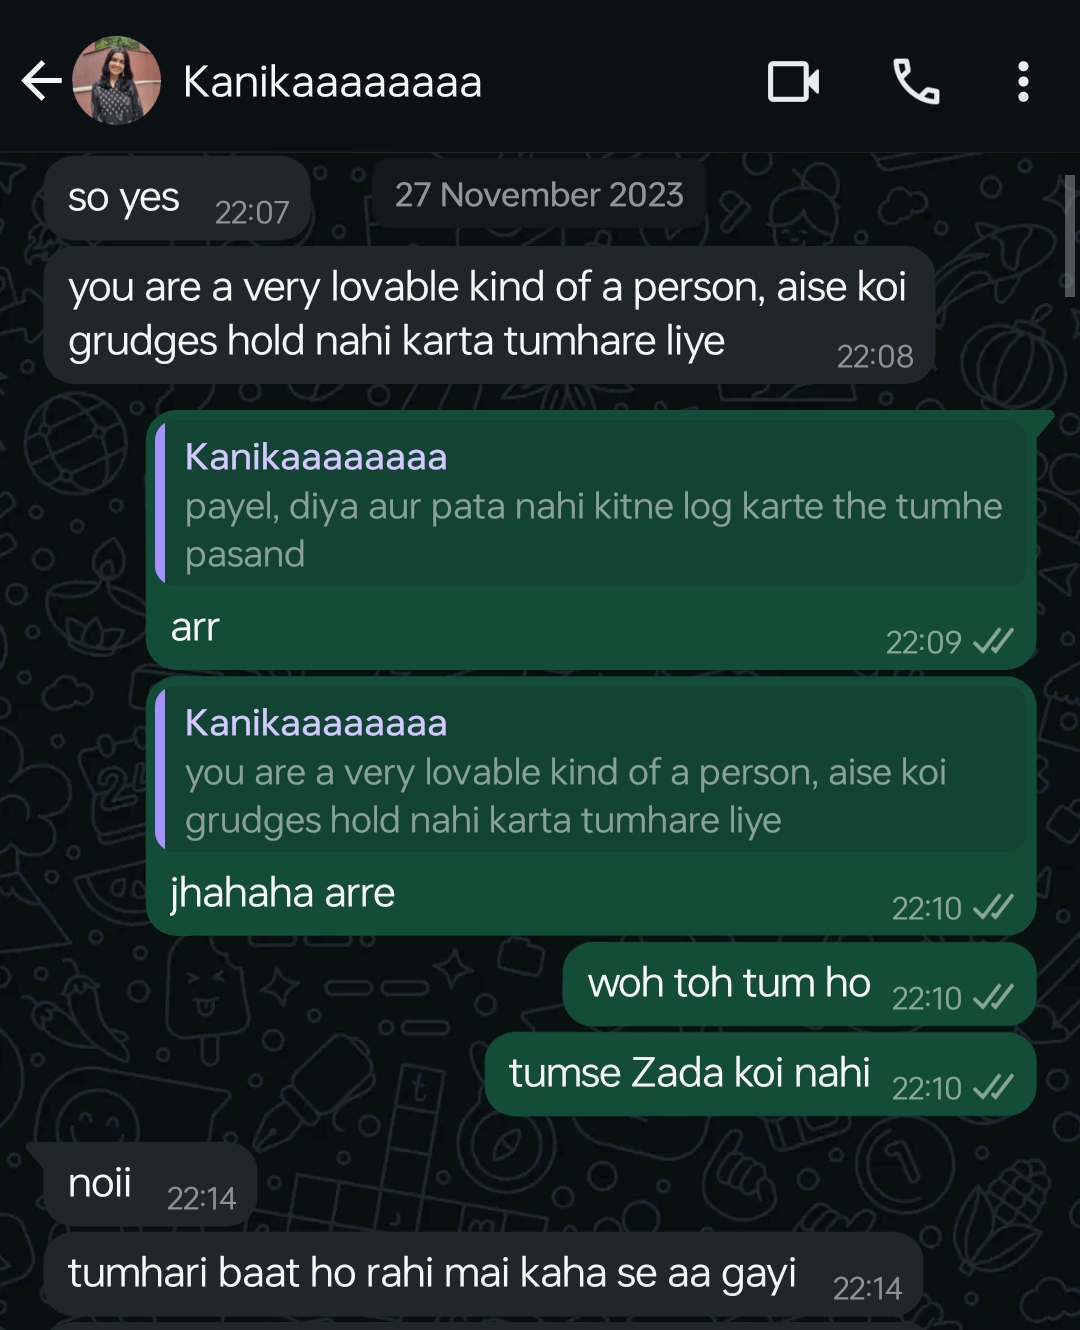 Kanikaaaaaaaa
so yes 22:07
27 November 2023
you are a very lovable kind of a person, aise koi
grudges hold nahi karta tumhare liye 22:08
Kanikaaaaaaaa
payel, diya aur pata nahi kitne log karte the tumhe
pasand
arr 22:09
Kanikaaaaaaaa
you are a very lovable kind of a person, aise koi
grudges hold nahi karta tumhare liye
jhahaha arre 22:10
woh toh tum ho 22:10
tumse Zada koi nahi 22:10
noii 22:14
tumhari baat ho rahi mai kaha se aa gayi 22:14